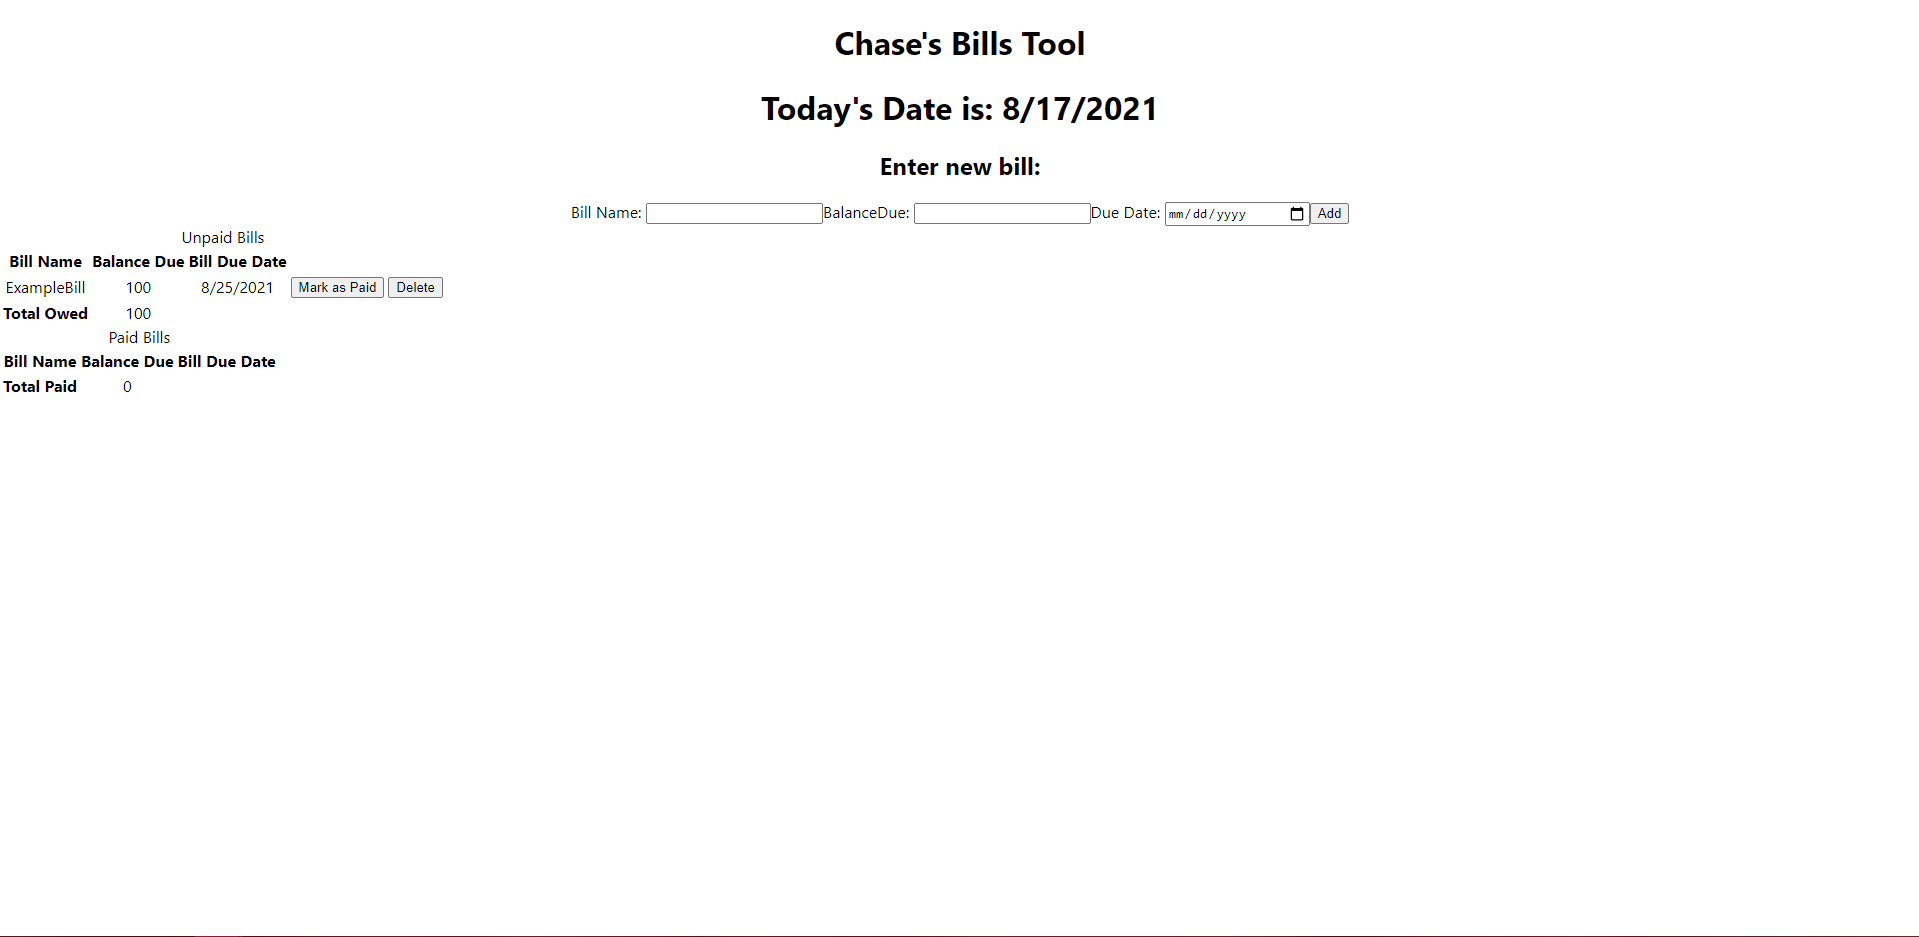 Chase's Bills Tool
Today's Date is: 8/17/2021
Enter new bill:
Bill Name: BalanceDue: Due Date: mm/dd/yyyy Add
Unpaid Bills
Bill Name Balance Due Bill Due Date
ExampleBill 100 8/25/2021 Mark as Paid Delete
Total Owed 100
Paid Bills
Bill Name Balance Due Bill Due Date
Total Paid 0